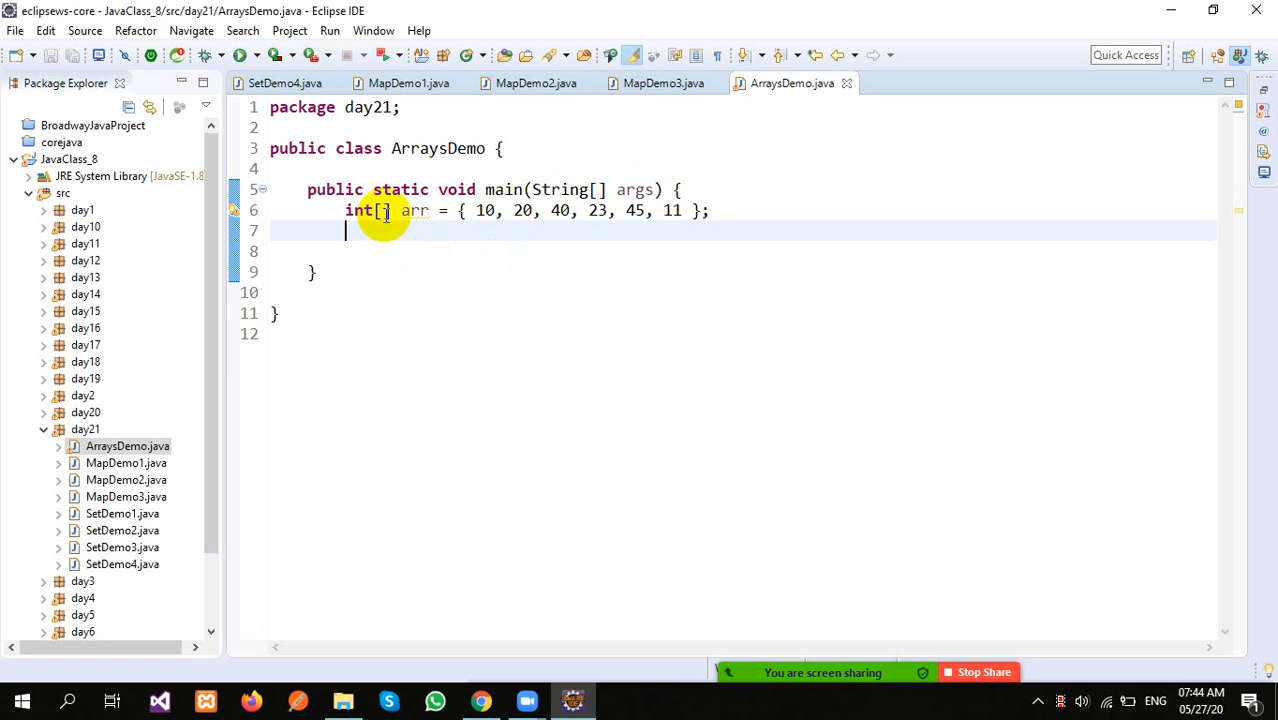 eclipsews-core - JavaClass_8/src/day21/ArraysDemo.java - Eclipse IDE
File Edit Source Refactor Navigate Search Project Run Window Help
Quick Access
Package Explorer
SetDemo4.java MapDemo1.java MapDemo2.java MapDemo3.java ArraysDemo.java
BroadwayJavaProject
corejava
JavaClass_8
JRE System Library [JavaSE-1.8
src
day1
day10
day11
day12
day13
day14
day15
day16
day17
day18
day19
day2
day20
day21
ArraysDemo.java
MapDemo1.java
MapDemo2.java
MapDemo3.java
SetDemo1.java
SetDemo2.java
SetDemo3.java
SetDemo4.java
day3
day4
day5
day6
1 package day21;
2
3 public class ArraysDemo {
4
5 public static void main(String[] args) {
6 int[] arr = { 10, 20, 40, 23, 45, 11 };
7
8
9 }
10
11 }
12
You are screen sharing Stop Share
ENG
07:44 AM
05/27/20
1